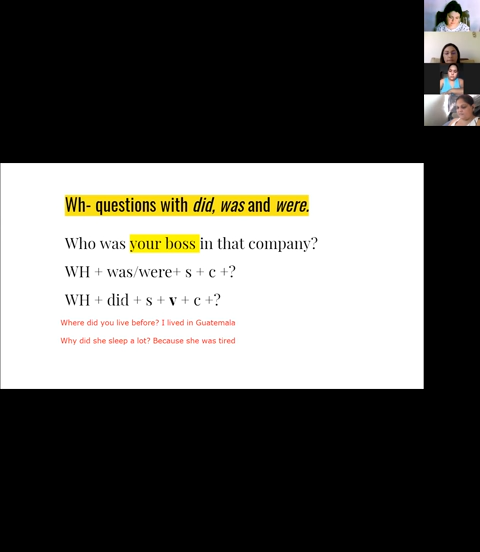 Wh- questions with did, was and were.
Who was your boss in that company?
WH + was/were+ s + c +?
WH + did + s + v + c +?
Where did you live before? I lived in Guatemala
Why did she sleep a lot? Because she was tired